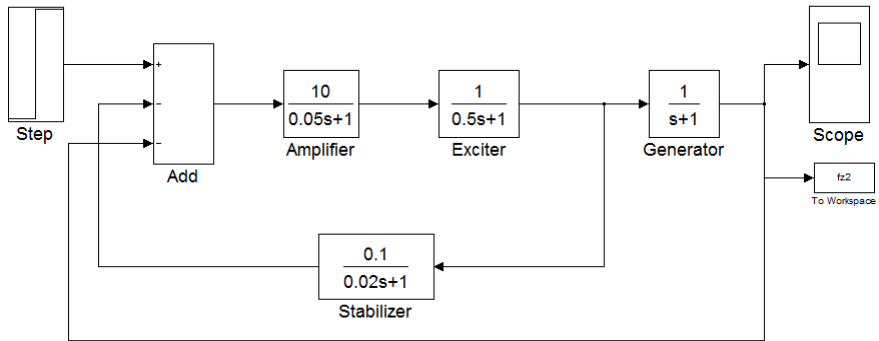 Step
+
−
−
Add
10
0.05s+1
Amplifier
1
0.5s+1
Exciter
1
s+1
Generator
Scope
fz2
To Workspace
0.1
0.02s+1
Stabilizer